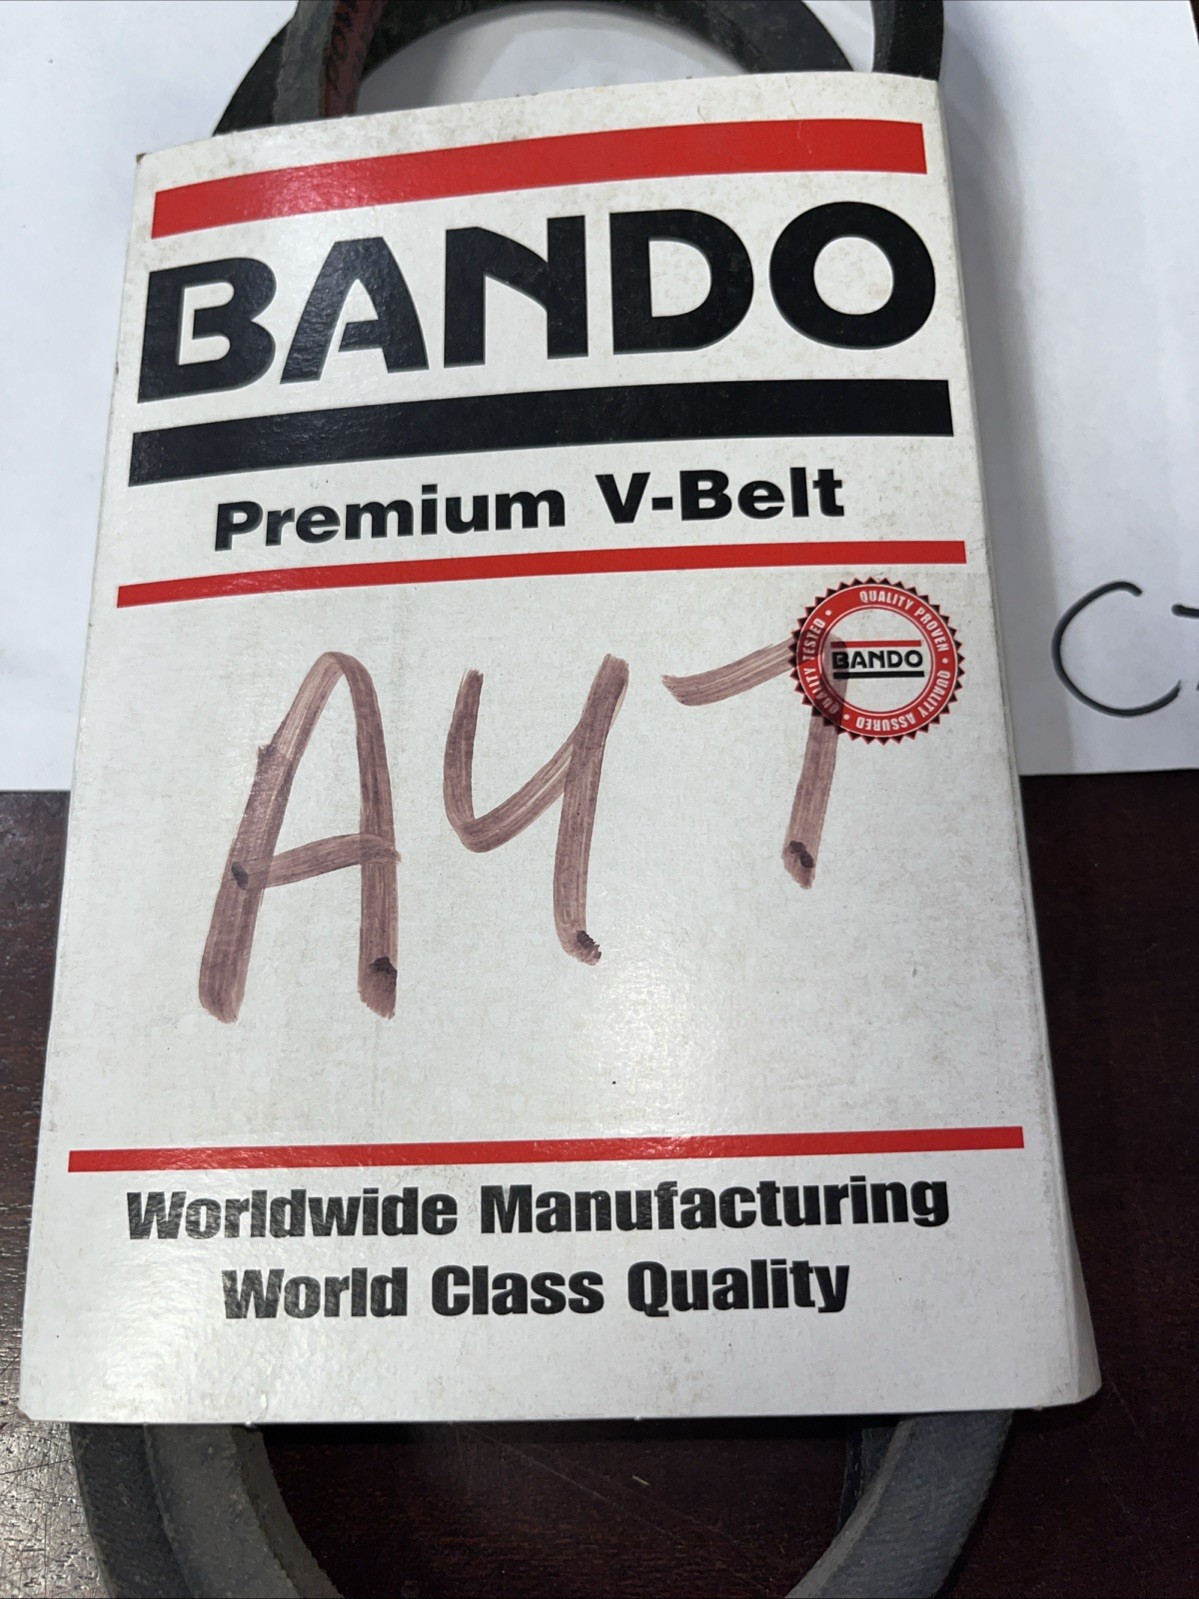 BANDO
Premium V-Belt
A47
QUALITY PROVEN • QUALITY ASSURED • QUALITY TESTED •
BANDO
Worldwide Manufacturing
World Class Quality